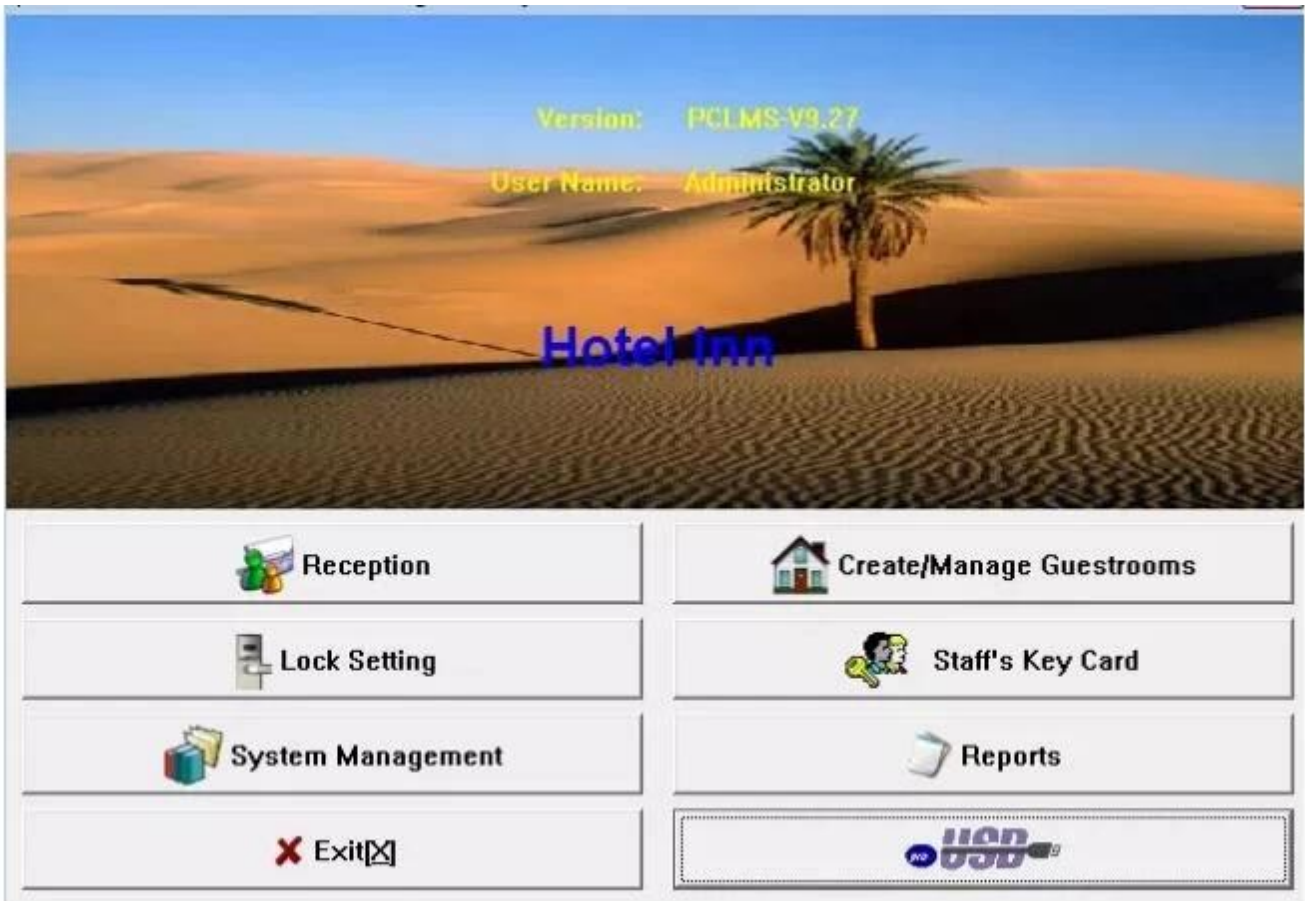 Version: PCLMS-V9.27
User Name: Administrator
Hotel Inn
Reception
Create/Manage Guestrooms
Lock Setting
Staff's Key Card
System Management
Reports
Exit[X]
pro USB